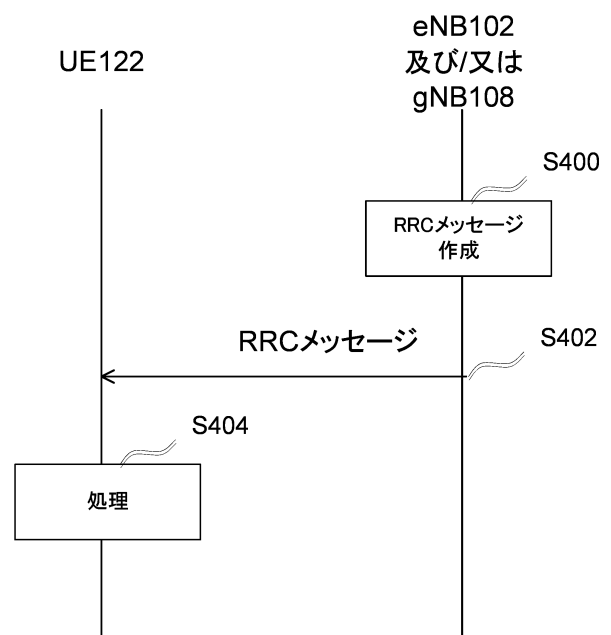 UE122
eNB102
及び/又は
gNB108
S400
RRCメッセージ
作成
RRCメッセージ
S402
S404
処理